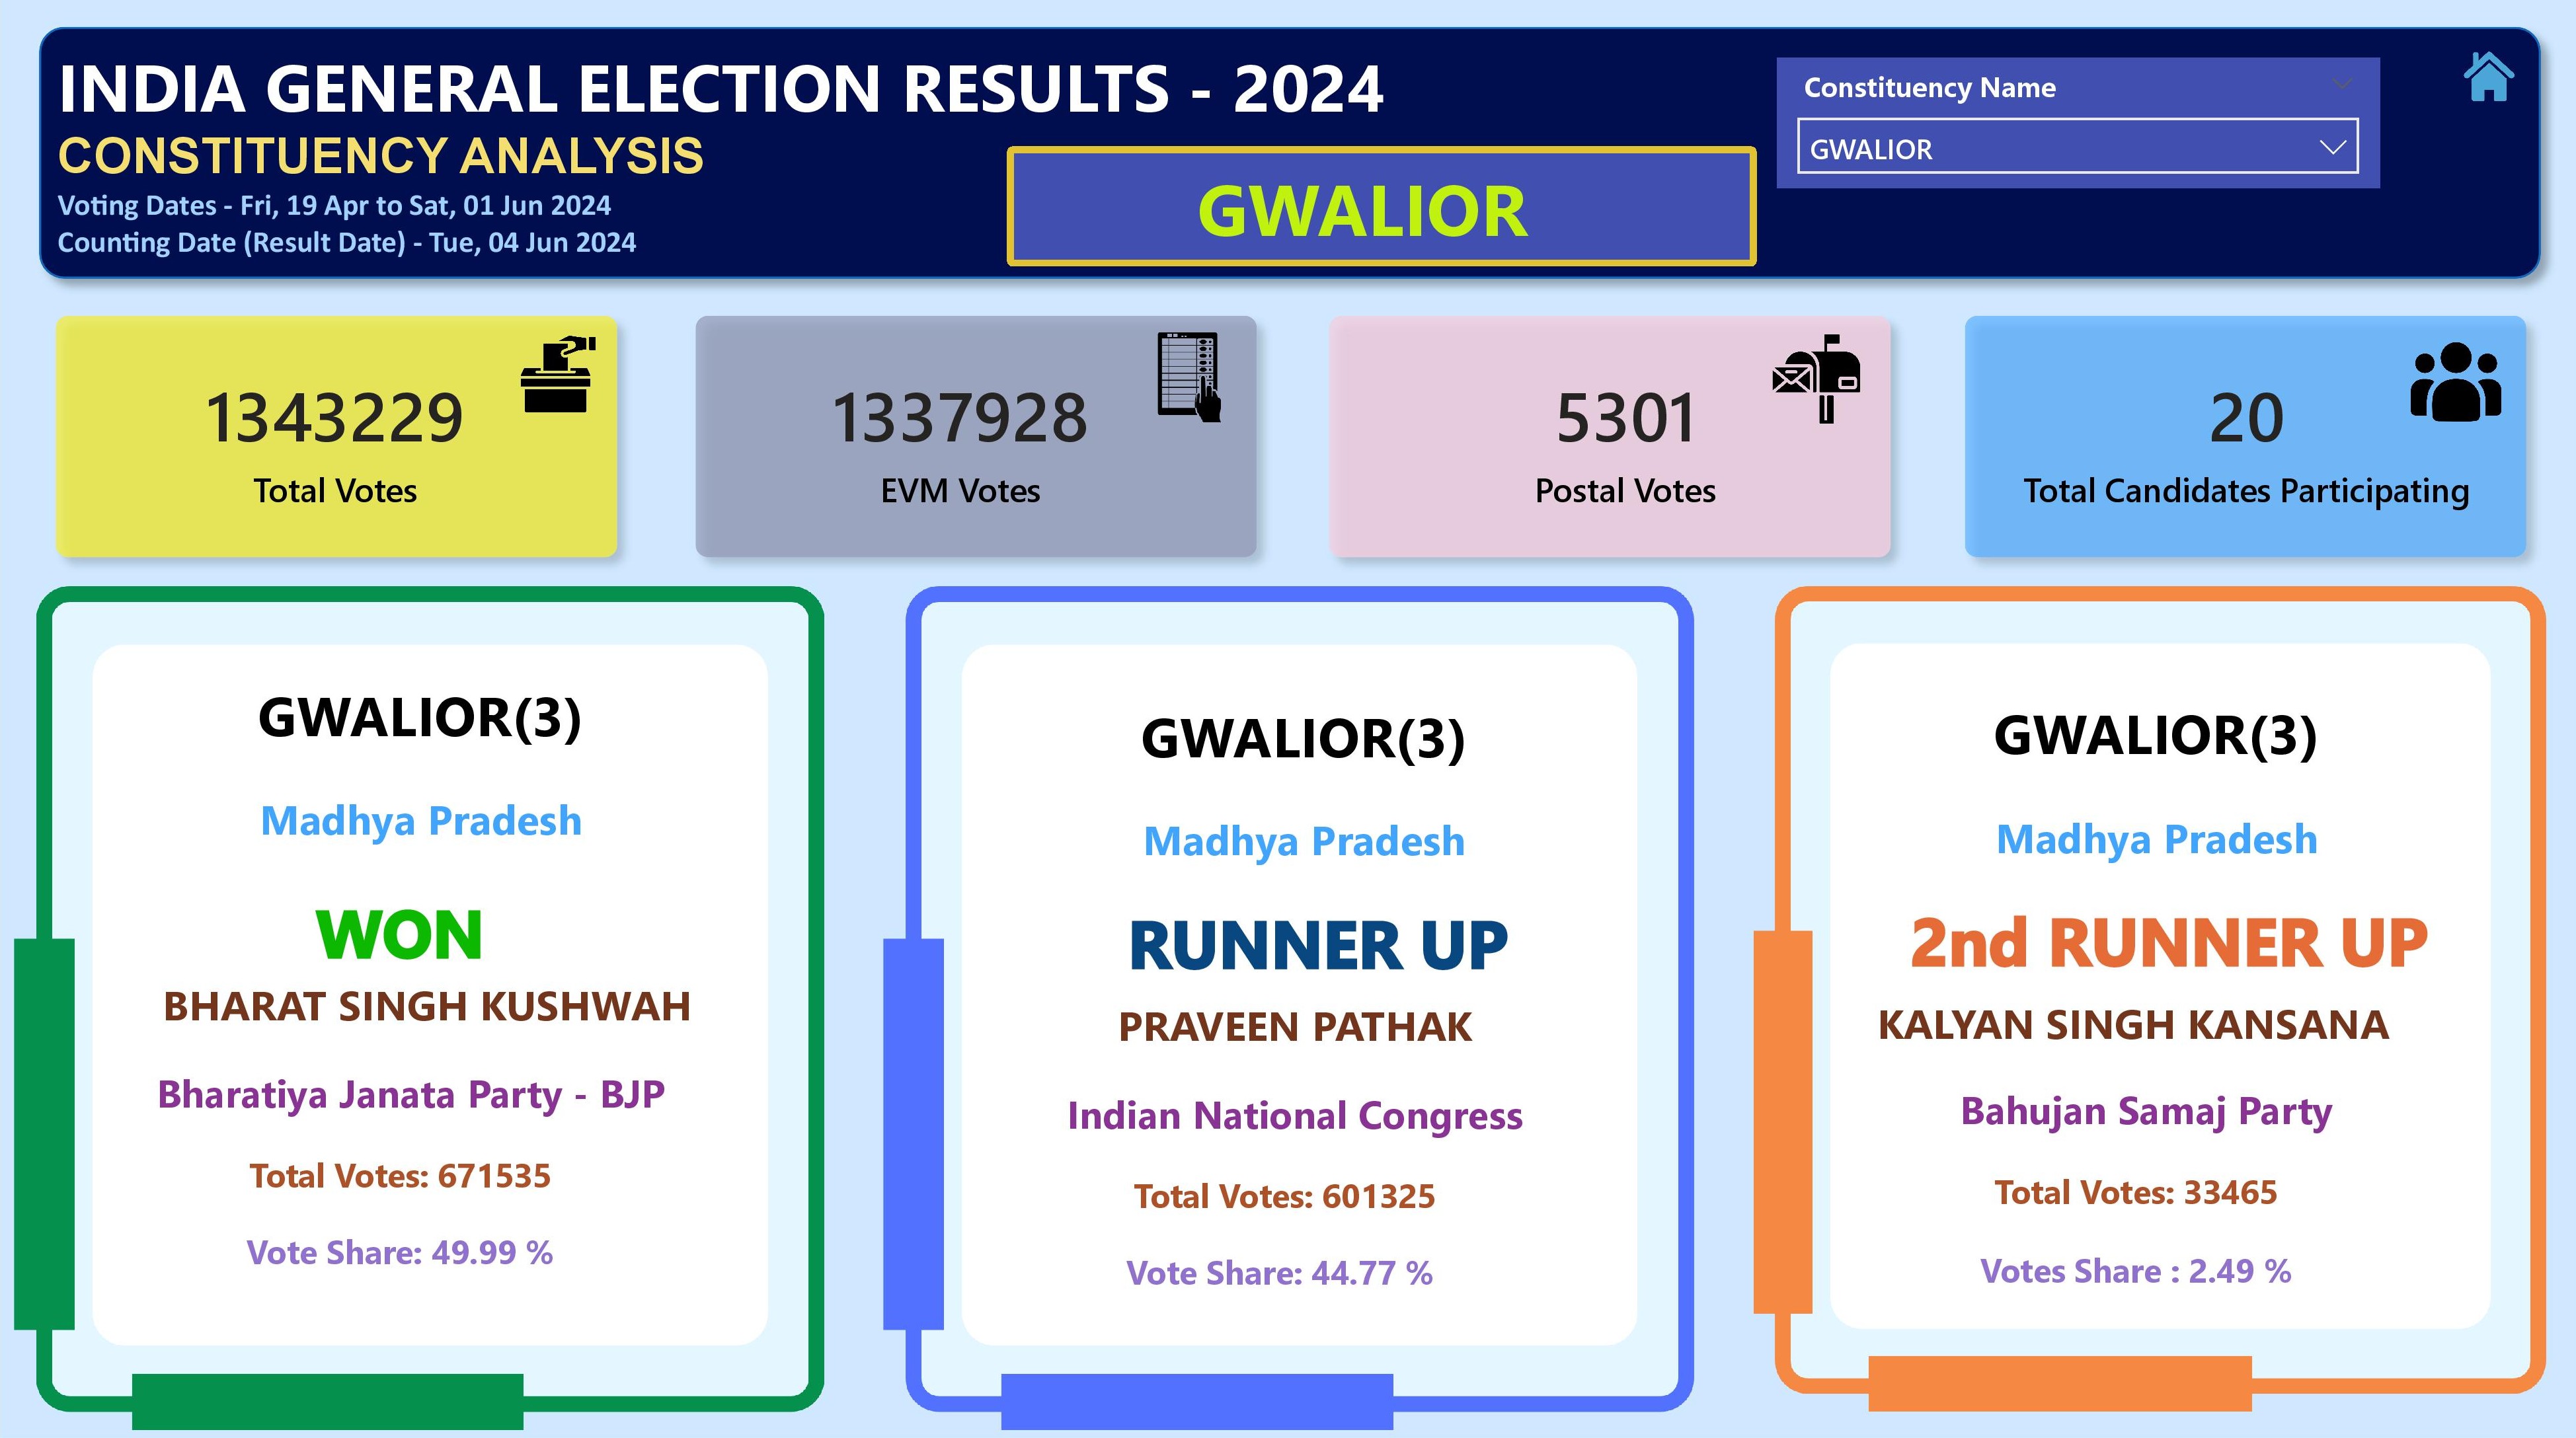 INDIA GENERAL ELECTION RESULTS - 2024
CONSTITUENCY ANALYSIS
Voting Dates - Fri, 19 Apr to Sat, 01 Jun 2024
Counting Date (Result Date) - Tue, 04 Jun 2024
GWALIOR
Constituency Name
GWALIOR
1343229
Total Votes
1337928
EVM Votes
5301
Postal Votes
20
Total Candidates Participating
GWALIOR(3)
Madhya Pradesh
WON
BHARAT SINGH KUSHWAH
Bharatiya Janata Party - BJP
Total Votes: 671535
Vote Share: 49.99 %
GWALIOR(3)
Madhya Pradesh
RUNNER UP
PRAVEEN PATHAK
Indian National Congress
Total Votes: 601325
Vote Share: 44.77 %
GWALIOR(3)
Madhya Pradesh
2nd RUNNER UP
KALYAN SINGH KANSANA
Bahujan Samaj Party
Total Votes: 33465
Votes Share : 2.49 %